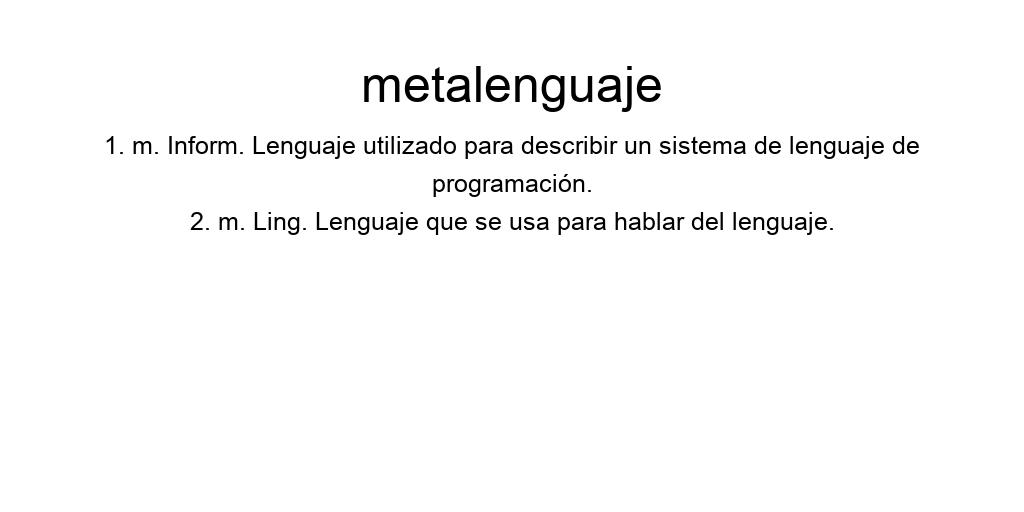 metalenguaje
1. m. Inform. Lenguaje utilizado para describir un sistema de lenguaje de
programación.
2. m. Ling. Lenguaje que se usa para hablar del lenguaje.